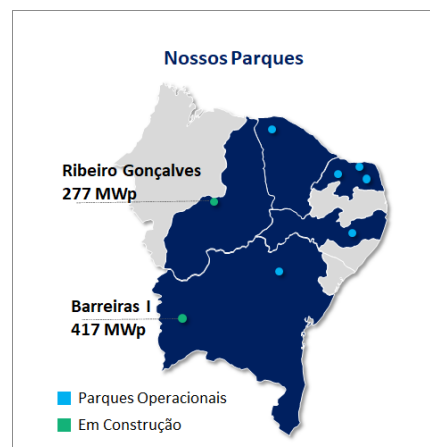 Nossos Parques
Ribeiro Gonçalves
277 MWp
Barreiras I
417 MWp
Parques Operacionais
Em Construção